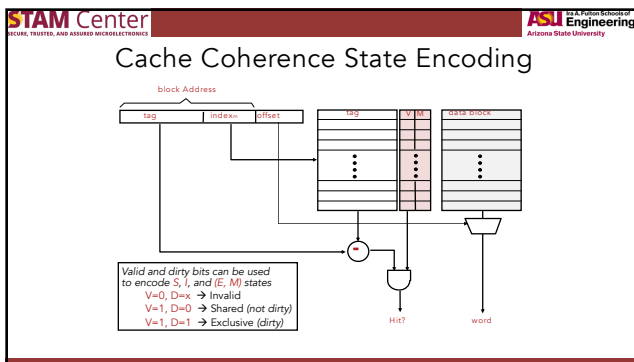 STAM Center
SECURE, TRUSTED, AND ASSURED MICROELECTRONICS
ASU Ira A. Fulton Schools of
Engineering
Arizona State University
Cache Coherence State Encoding
block Address
tag indexm offset
tag V M data block
=
Valid and dirty bits can be used
to encode S, I, and (E, M) states
V=0, D=x → Invalid
V=1, D=0 → Shared (not dirty)
V=1, D=1 → Exclusive (dirty)
Hit? word